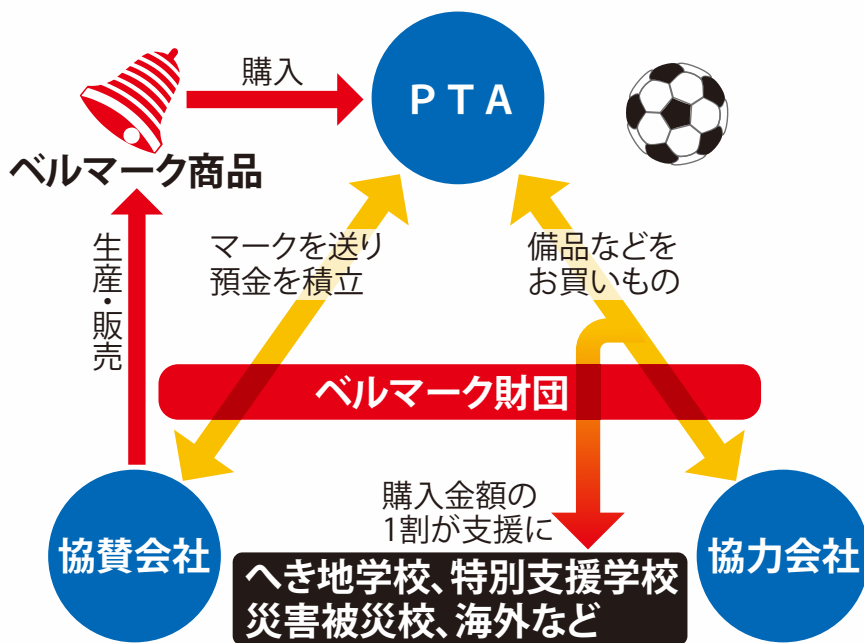 購入
PTA
ベルマーク商品
生産・販売
マークを送り
預金を積立
備品などを
お買いもの
ベルマーク財団
購入金額の
1割が支援に
協賛会社
協力会社
へき地学校、特別支援学校
災害被災校、海外など